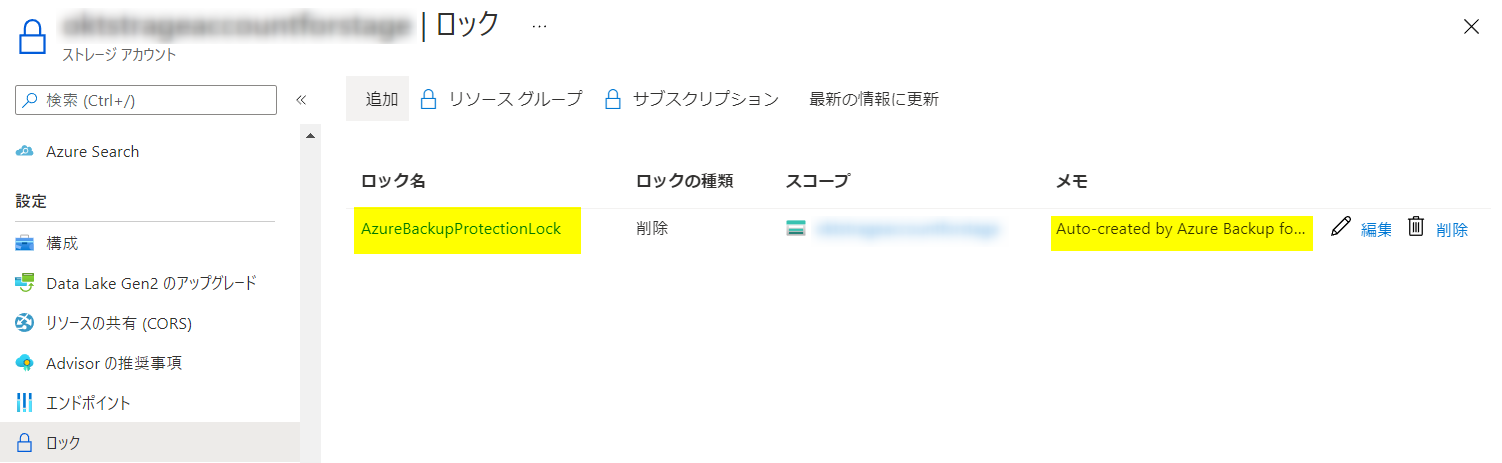 | ロック ...
ストレージ アカウント
検索 (Ctrl+/)
«
追加 リソース グループ サブスクリプション 最新の情報に更新
Azure Search
設定
構成
Data Lake Gen2 のアップグレード
リソースの共有 (CORS)
Advisor の推奨事項
エンドポイント
ロック
ロック名 ロックの種類 スコープ メモ
AzureBackupProtectionLock 削除 Auto-created by Azure Backup fo... 編集 削除